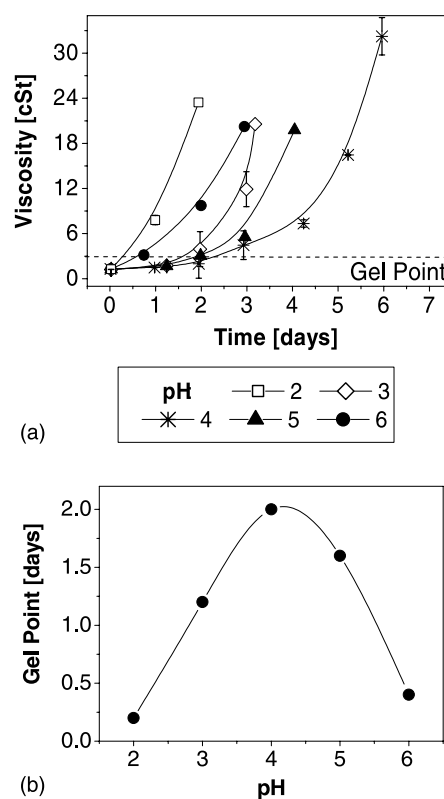 30
24
18
12
6
0
Viscosity [cSt]
Gel Point
0 1 2 3 4 5 6 7
Time [days]
pH 2 3
4 5 6
(a)
2.0
1.5
1.0
0.5
0.0
Gel Point [days]
2 3 4 5 6
pH
(b)